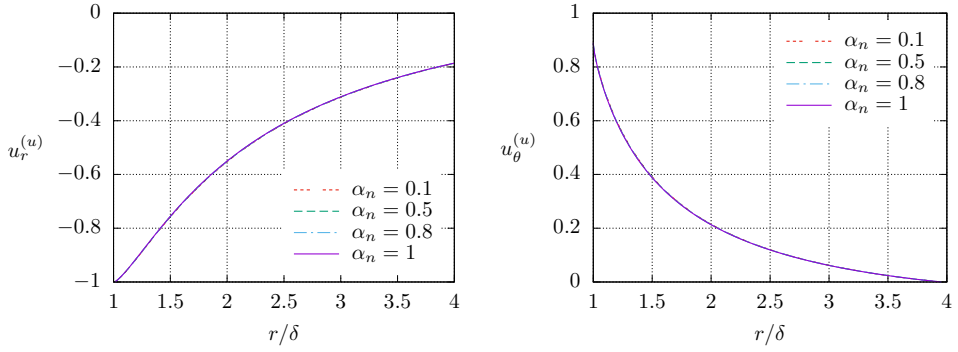 −0.2
−0.4
u_r^{(u)}
−0.6
−0.8
−1
1 1.5 2 2.5 3 3.5 4
r/δ
α_n = 0.1
α_n = 0.5
α_n = 0.8
α_n = 1
1
0.8
0.6
u_θ^{(u)}
0.4
0.2
0
1 1.5 2 2.5 3 3.5 4
r/δ
α_n = 0.1
α_n = 0.5
α_n = 0.8
α_n = 1